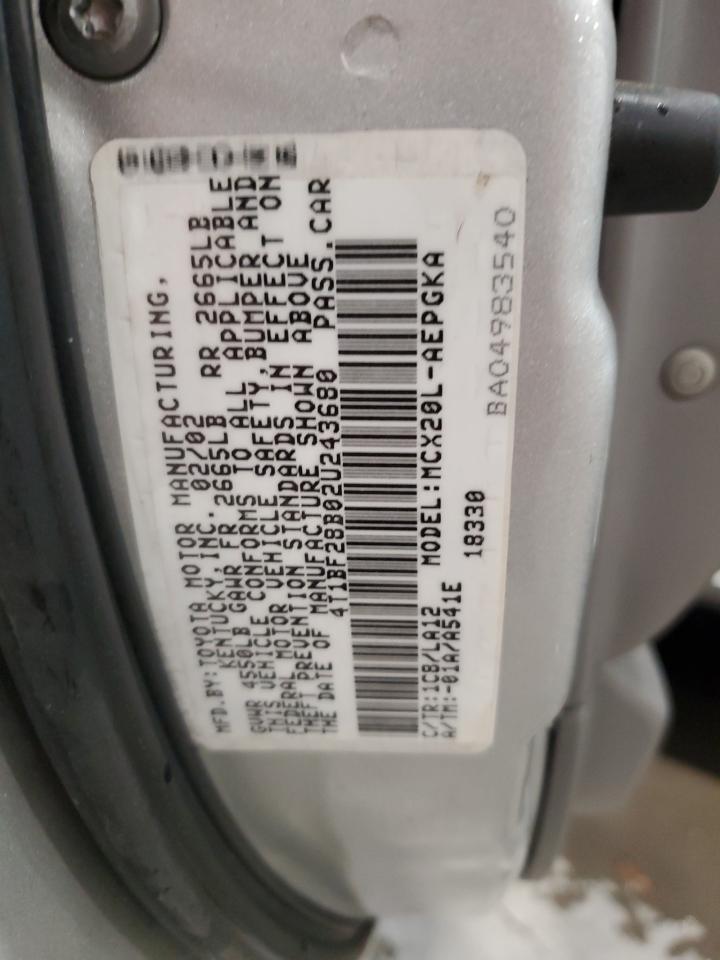 MFD. BY: TOYOTA MOTOR MANUFACTURING,
KENTUCKY, INC. 02/02
GVWR 4550LB GAWR FR 2665LB RR 2665LB
THIS VEHICLE CONFORMS TO ALL APPLICABLE
FEDERAL MOTOR VEHICLE SAFETY, BUMPER AND
THEFT PREVENTION STANDARDS IN EFFECT ON
THE DATE OF MANUFACTURE SHOWN ABOVE
4T1BF28B02U243680 PASS. CAR
C/TR:1CB/LA12 MODEL:MCX20L-AEPGKA
A/TM:-01A/A541E 18330
BA04983540